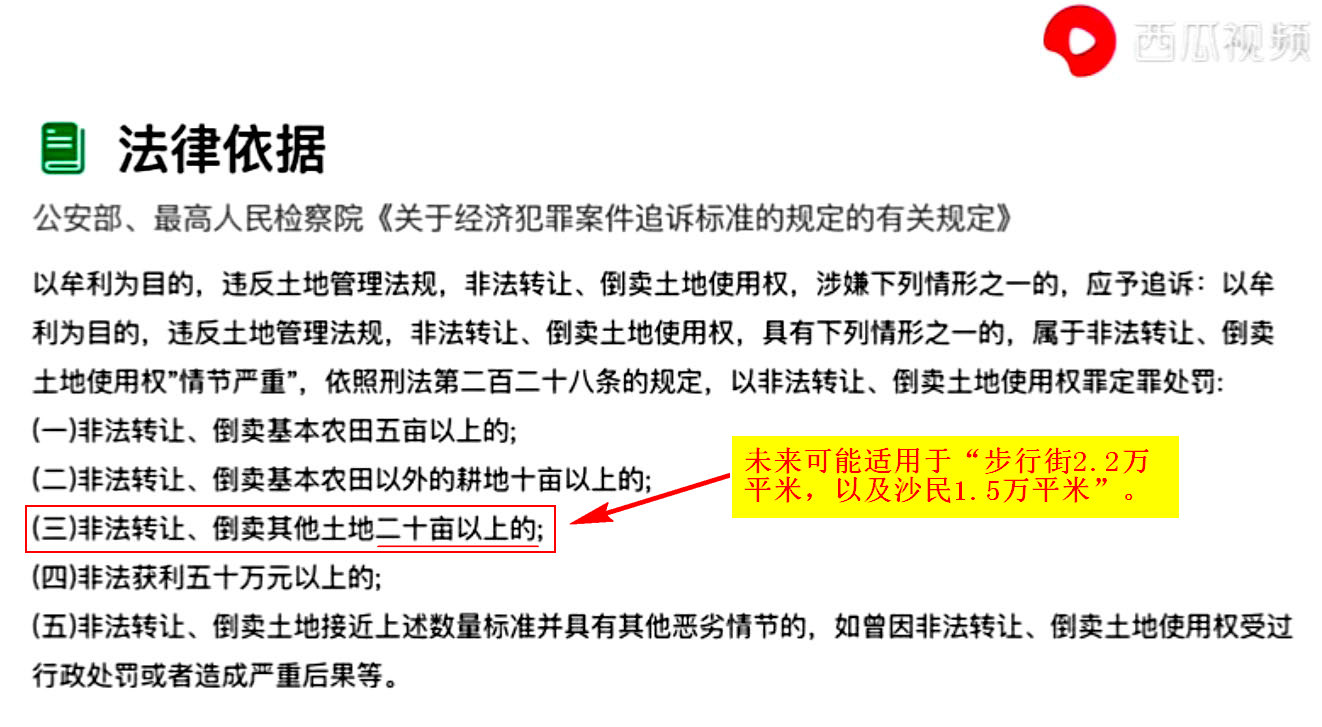 西瓜视频
法律依据
公安部、最高人民检察院《关于经济犯罪案件追诉标准的规定的有关规定》
以牟利为目的，违反土地管理法规，非法转让、倒卖土地使用权，涉嫌下列情形之一的，应予追诉：以牟
利为目的，违反土地管理法规，非法转让、倒卖土地使用权，具有下列情形之一的，属于非法转让、倒卖
土地使用权”情节严重”，依照刑法第二百二十八条的规定，以非法转让、倒卖土地使用权罪定罪处罚:
(一)非法转让、倒卖基本农田五亩以上的;
(二)非法转让、倒卖基本农田以外的耕地十亩以上的;
未来可能适用于“步行街2.2万
平米，以及沙民1.5万平米”。
(三)非法转让、倒卖其他土地二十亩以上的;
(四)非法获利五十万元以上的;
(五)非法转让、倒卖土地接近上述数量标准并具有其他恶劣情节的，如曾因非法转让、倒卖土地使用权受过
行政处罚或者造成严重后果等。